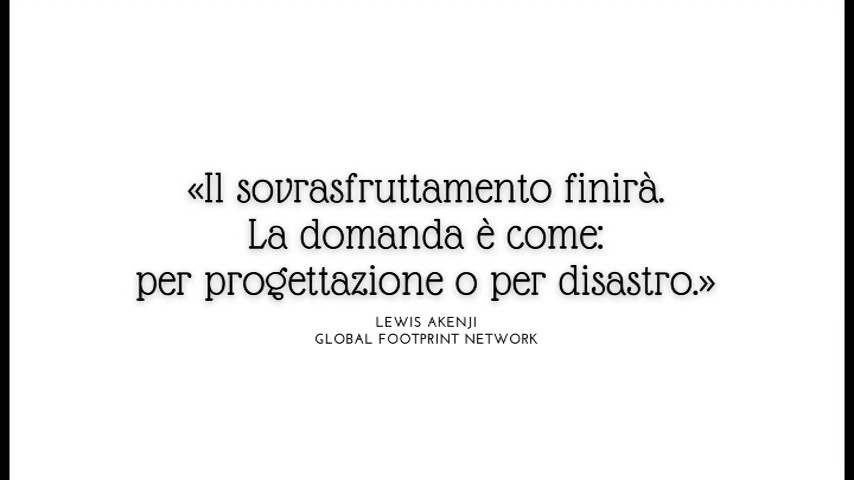 «Il sovrasfruttamento finirà.
La domanda è come:
per progettazione o per disastro.»
LEWIS AKENJI
GLOBAL FOOTPRINT NETWORK